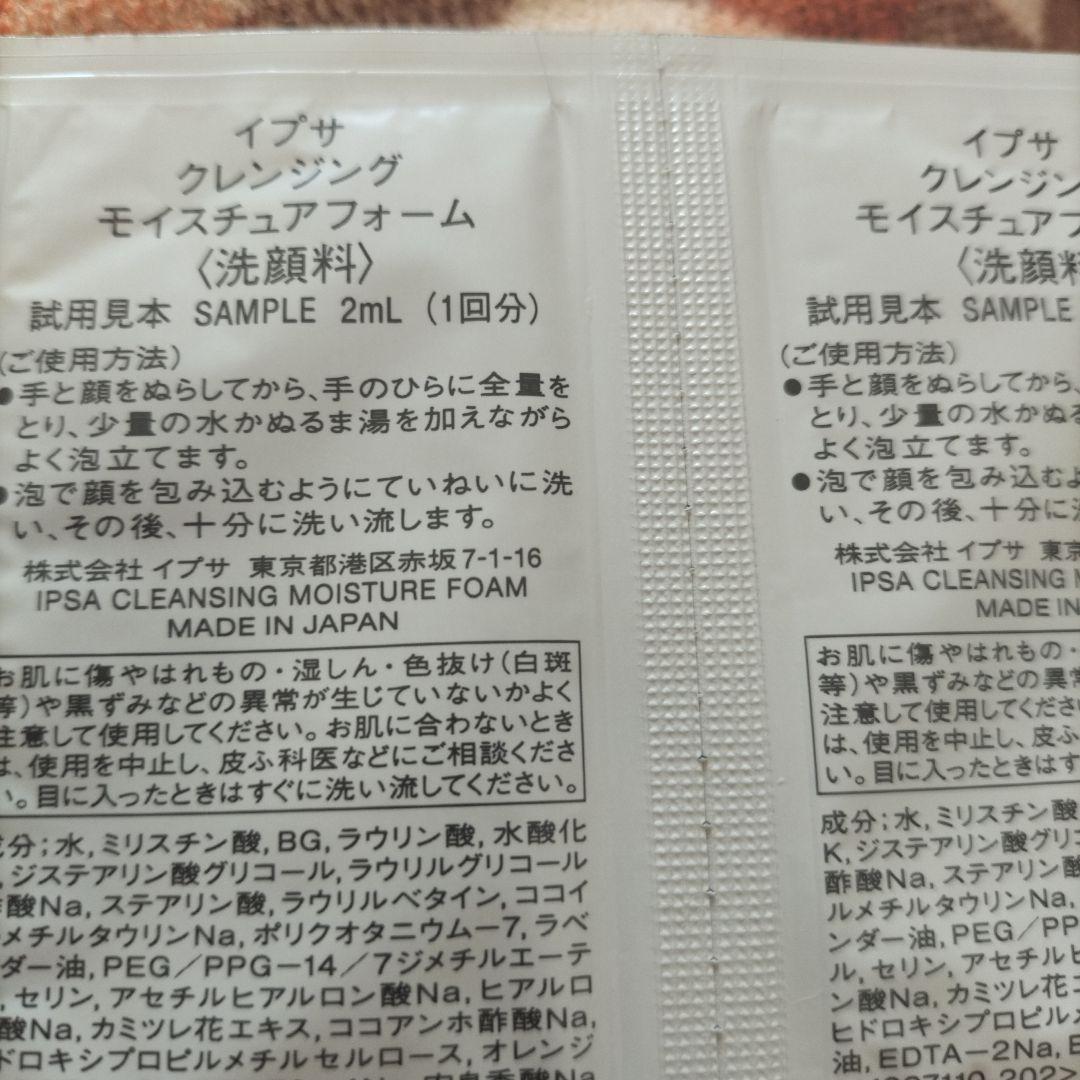 イプサ
クレンジング
モイスチュアフォーム
〈洗顔料〉
試用見本 SAMPLE 2mL (1回分)
(ご使用方法)
●手と顔をぬらしてから、手のひらに全量を
とり、少量の水かぬるま湯を加えながら
よく泡立てます。
●泡で顔を包み込むようにていねいに洗
い、その後、十分に洗い流します。
株式会社 イプサ 東京都港区赤坂7-1-16
IPSA CLEANSING MOISTURE FOAM
MADE IN JAPAN
お肌に傷やはれもの・湿しん・色抜け(白斑
等)や黒ずみなどの異常が生じていないかよく
注意して使用してください。お肌に合わないとき
は、使用を中止し、皮ふ科医などにご相談くださ
い。目に入ったときはすぐに洗い流してください。
成分;水,ミリスチン酸,BG,ラウリン酸,水酸化
,ジステアリン酸グリコール,ラウリルグリコール
酢酸Na,ステアリン酸,ラウリルベタイン,ココイ
メチルタウリンNa,ポリクオタニウム-7,ラベ
ダー油,PEG/PPG-14/7ジメチルエーテ
,セリン,アセチルヒアルロン酸Na,ヒアルロ
酸Na,カミツレ花エキス,ココアンホ酢酸Na,
ドロキシプロピルメチルセルロース,オレンジ
安息香酸Na
イプサ
クレンジン
モイスチュアフ
〈洗顔料
試用見本 SAMPLE
(ご使用方法)
●手と顔をぬらしてから、
とり、少量の水かぬる
よく泡立てます。
●泡で顔を包み込むよ
い、その後、十分に洗
株式会社 イプサ 東京
IPSA CLEANSING M
MADE IN
お肌に傷やはれもの・
等)や黒ずみなどの異常
注意して使用してくださ
は、使用を中止し、皮ふ
い。目に入ったときはす
成分;水,ミリスチン酸
K,ジステアリン酸グリコ
酢酸Na,ステアリン酸
ルメチルタウリンNa,
ンダー油,PEG/PP
ル,セリン,アセチルヒ
ン酸Na,カミツレ花エ
ヒドロキシプロピルメ
油,EDTA-2Na,
202>